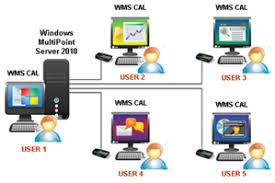 Windows
MultiPoint
Server 2010
WMS CAL
USER 1
WMS CAL
USER 2
WMS CAL
USER 3
WMS CAL
USER 4
WMS CAL
USER 5